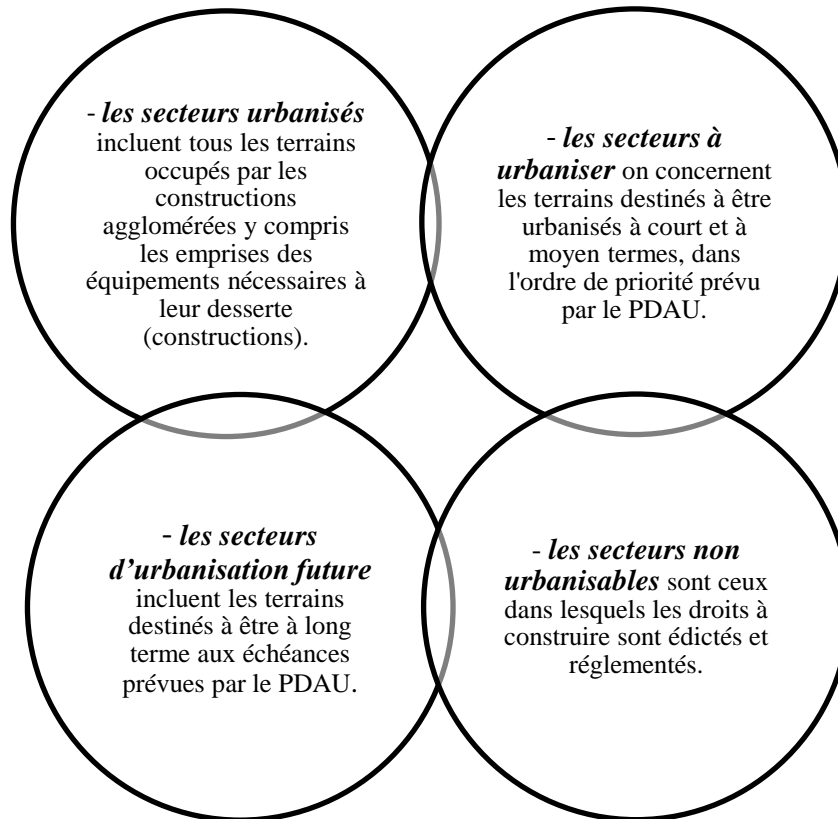 - les secteurs urbanisés
incluent tous les terrains
occupés par les
constructions
agglomérées y compris
les emprises des
équipements nécessaires à
leur desserte
(constructions).
- les secteurs à
urbaniser on concernent
les terrains destinés à être
urbanisés à court et à
moyen termes, dans
l'ordre de priorité prévu
par le PDAU.
- les secteurs
d’urbanisation future
incluent les terrains
destinés à être à long
terme aux échéances
prévues par le PDAU.
- les secteurs non
urbanisables sont ceux
dans lesquels les droits à
construire sont édictés et
réglementés.